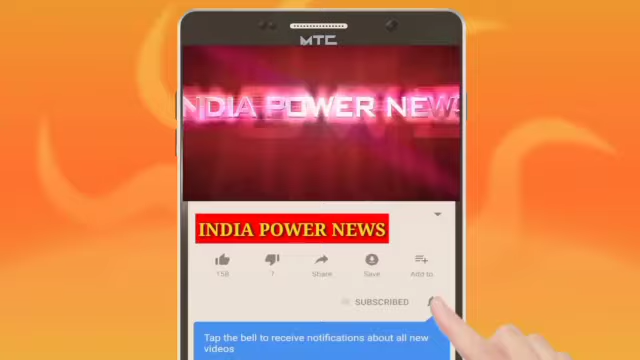 MTC
INDIA POWER NEWS
INDIA POWER NEWS
158
?
Share
Save
Add to
SUBSCRIBED
Tap the bell to receive notifications about all new
videos